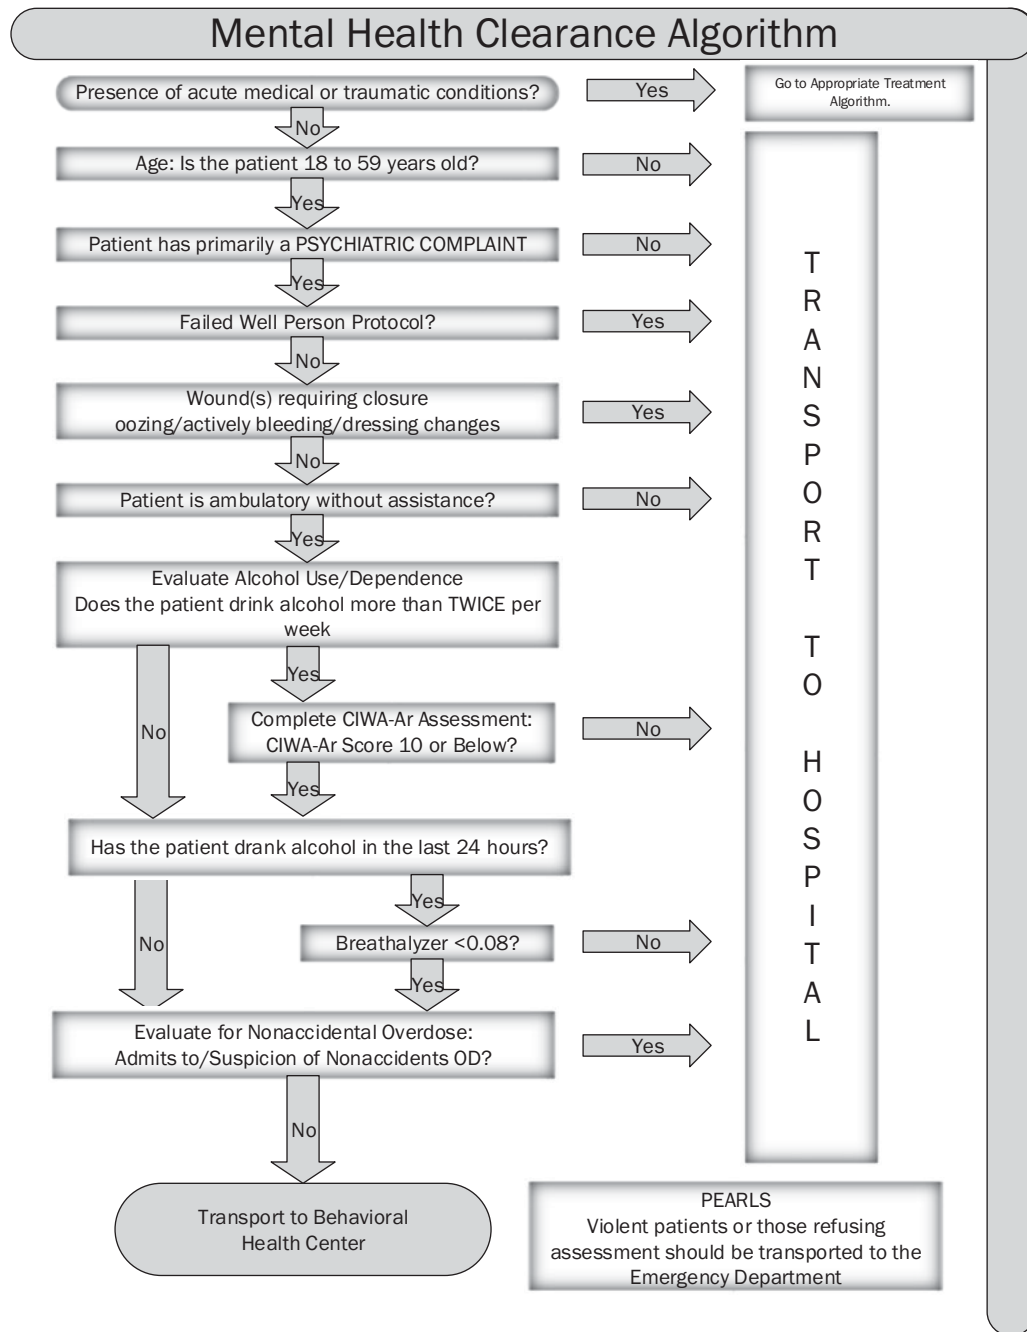 Mental Health Clearance Algorithm
Presence of acute medical or traumatic conditions?
Yes
Go to Appropriate Treatment
Algorithm.
No
Age: Is the patient 18 to 59 years old?
No
Yes
Patient has primarily a PSYCHIATRIC COMPLAINT
No
Yes
Failed Well Person Protocol?
Yes
No
Wound(s) requiring closure
oozing/actively bleeding/dressing changes
Yes
No
Patient is ambulatory without assistance?
No
Yes
Evaluate Alcohol Use/Dependence
Does the patient drink alcohol more than TWICE per
week
Yes
No
Complete CIWA-Ar Assessment:
CIWA-Ar Score 10 or Below?
No
Yes
Has the patient drank alcohol in the last 24 hours?
Yes
No
Breathalyzer <0.08?
No
Yes
Evaluate for Nonaccidental Overdose:
Admits to/Suspicion of Nonaccidents OD?
Yes
No
Transport to Behavioral
Health Center
TRANSPORT TO HOSPITAL
PEARLS
Violent patients or those refusing
assessment should be transported to the
Emergency Department